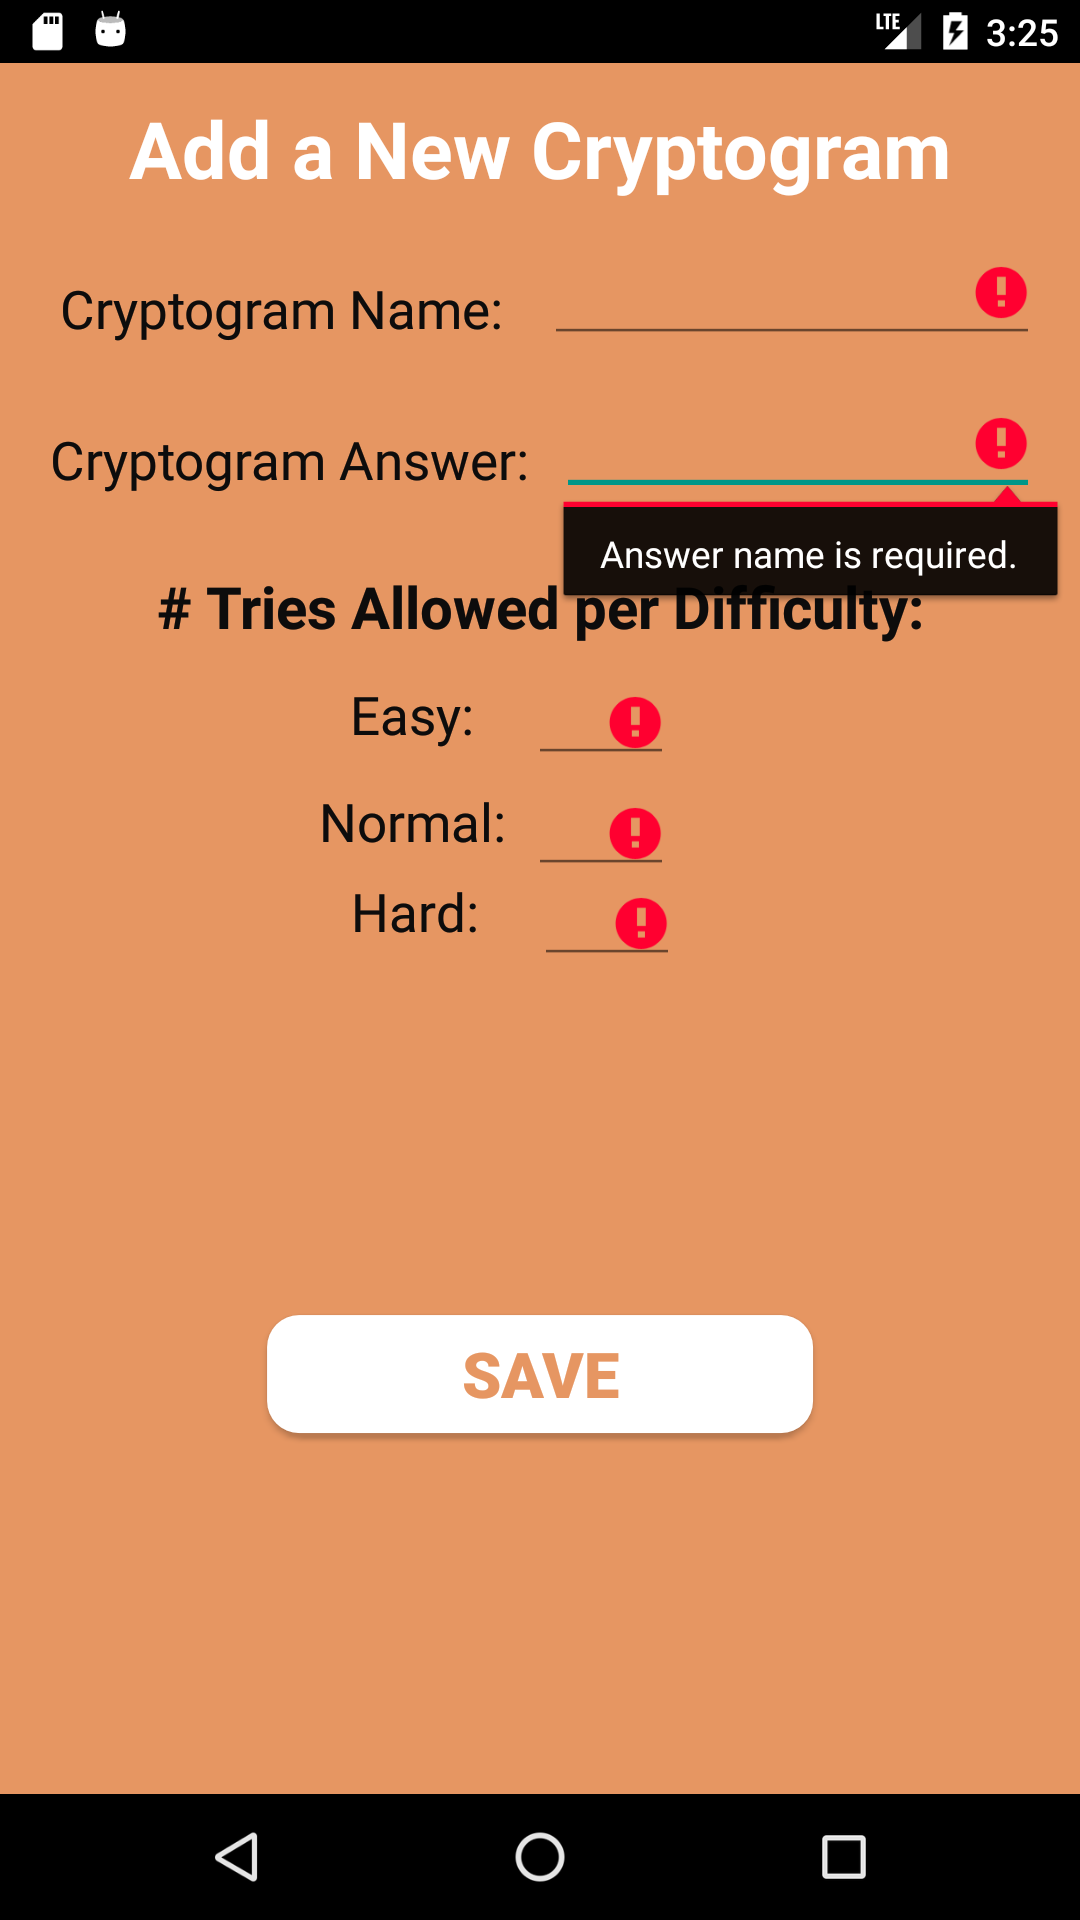 LTE 3:25
Add a New Cryptogram
Cryptogram Name:
Cryptogram Answer:
Answer name is required.
# Tries Allowed per Difficulty:
Easy:
Normal:
Hard:
SAVE